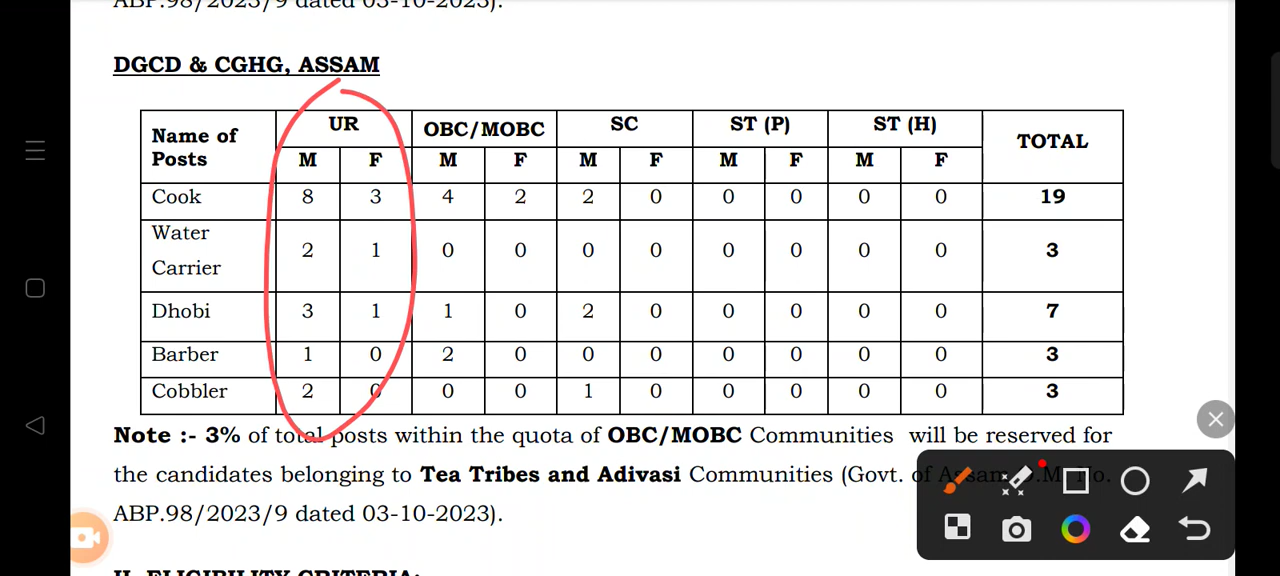 ABP.98/2023/9 dated 03-10-2023).
DGCD & CGHG, ASSAM
Name of Posts UR OBC/MOBC SC ST (P) ST (H) TOTAL
M F M F M F M F M F
Cook 8 3 4 2 2 0 0 0 0 0 19
Water Carrier 2 1 0 0 0 0 0 0 0 0 3
Dhobi 3 1 1 0 2 0 0 0 0 0 7
Barber 1 0 2 0 0 0 0 0 0 0 3
Cobbler 2 0 0 0 1 0 0 0 0 0 3
Note :- 3% of total posts within the quota of OBC/MOBC Communities will be reserved for
the candidates belonging to Tea Tribes and Adivasi Communities (Govt. of Assam O.M. No.
ABP.98/2023/9 dated 03-10-2023).
II. ELIGIBILITY CRITERIA: